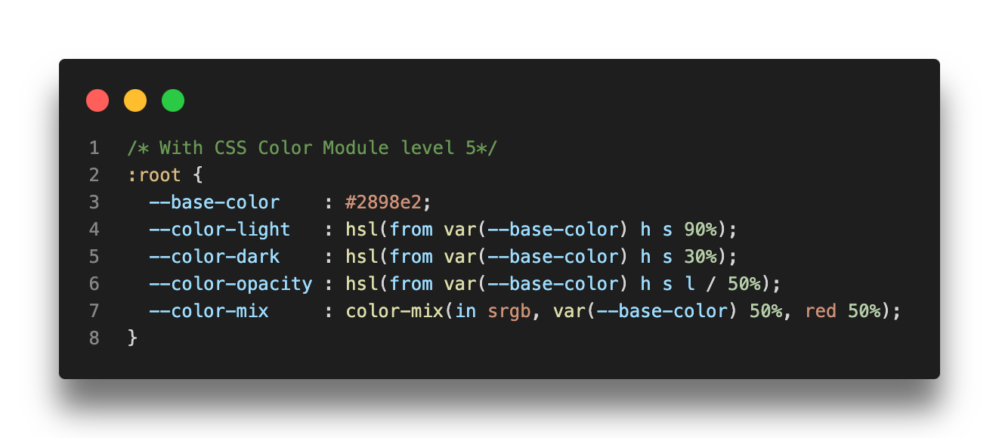 1 /* With CSS Color Module level 5*/
2 :root {
3   --base-color    : #2898e2;
4   --color-light   : hsl(from var(--base-color) h s 90%);
5   --color-dark    : hsl(from var(--base-color) h s 30%);
6   --color-opacity : hsl(from var(--base-color) h s l / 50%);
7   --color-mix     : color-mix(in srgb, var(--base-color) 50%, red 50%);
8 }